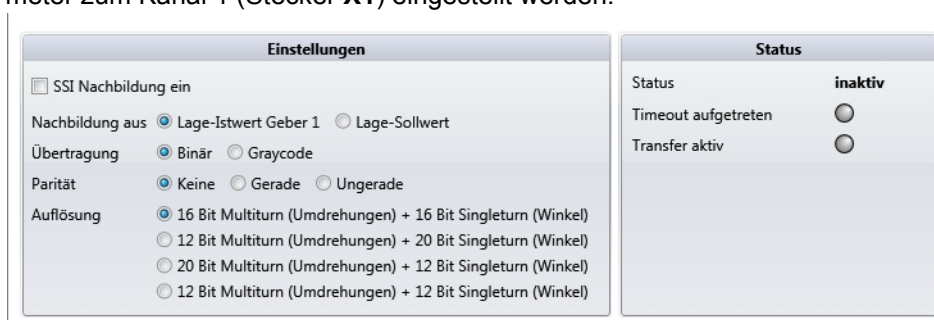 meter zum Kanal 1 (Stecker X1) eingestellt werden.
Einstellungen
SSI Nachbildung ein
Nachbildung aus Lage-Istwert Geber 1 Lage-Sollwert
Übertragung Binär Graycode
Parität Keine Gerade Ungerade
Auflösung 16 Bit Multiturn (Umdrehungen) + 16 Bit Singleturn (Winkel)
12 Bit Multiturn (Umdrehungen) + 20 Bit Singleturn (Winkel)
20 Bit Multiturn (Umdrehungen) + 12 Bit Singleturn (Winkel)
12 Bit Multiturn (Umdrehungen) + 12 Bit Singleturn (Winkel)
Status
Status inaktiv
Timeout aufgetreten
Transfer aktiv